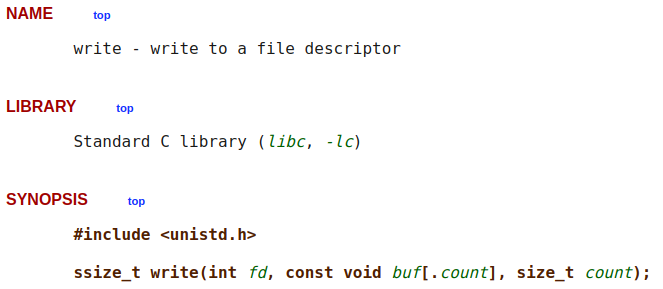 NAME top
write - write to a file descriptor
LIBRARY top
Standard C library (libc, -lc)
SYNOPSIS top
#include <unistd.h>
ssize_t write(int fd, const void buf[.count], size_t count);